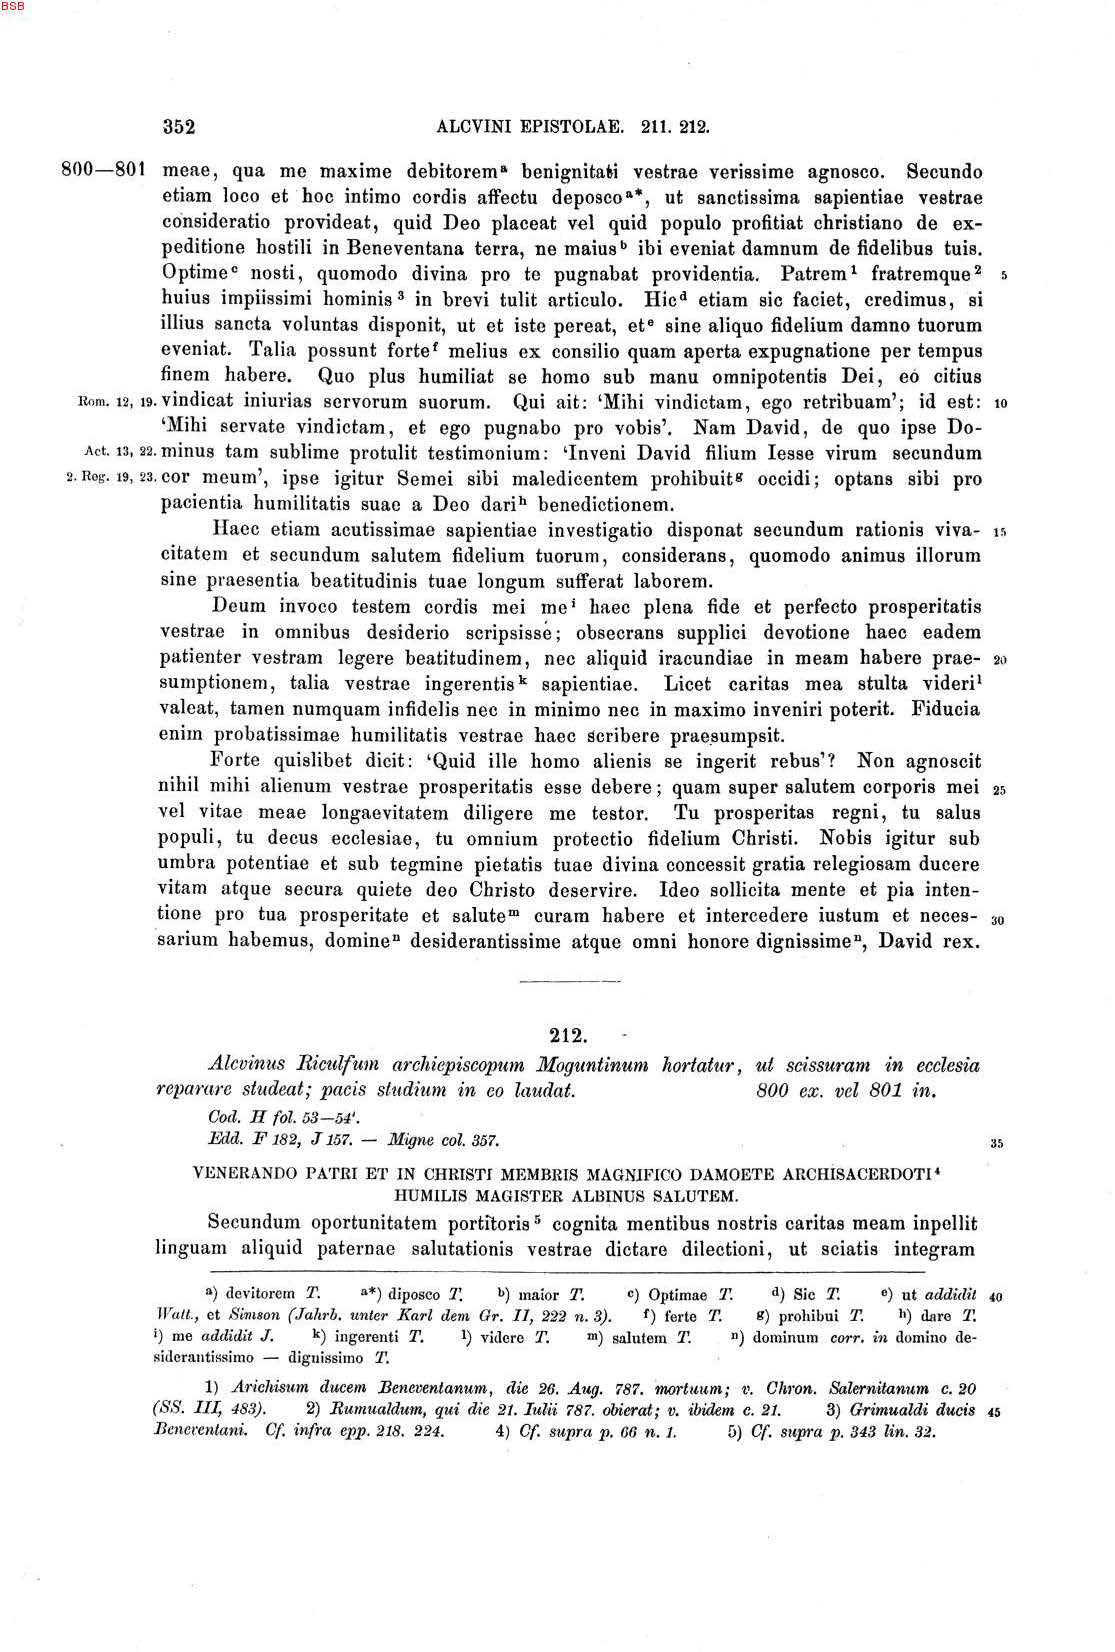 BSB
352 ALCVINI EPISTOLAE. 211. 212.
800—801 meae, qua me maxime debitorem ᵃ benignitati vestrae verissime agnosco. Secundo
etiam loco et hoc intimo cordis affectu deposco ᵃ*, ut sanctissima sapientiae vestrae
consideratio provideat, quid Deo placeat vel quid populo profitiat christiano de ex-
peditione hostili in Beneventana terra, ne maius ᵇ ibi eveniat damnum de fidelibus tuis.
Optime ᶜ nosti, quomodo divina pro te pugnabat providentia. Patrem ¹ fratremque ² 5
huius impiissimi hominis ³ in brevi tulit articulo. Hic ᵈ etiam sic faciet, credimus, si
illius sancta voluntas disponit, ut et iste pereat, et ᵉ sine aliquo fidelium damno tuorum
eveniat. Talia possunt forte ᶠ melius ex consilio quam aperta expugnatione per tempus
finem habere. Quo plus humiliat se homo sub manu omnipotentis Dei, eo citius
Rom. 12, 19. vindicat iniurias servorum suorum. Qui ait: ‘Mihi vindictam, ego retribuam’; id est: 10
‘Mihi servate vindictam, et ego pugnabo pro vobis’. Nam David, de quo ipse Do-
Act. 13, 22. minus tam sublime protulit testimonium: ‘Inveni David filium Iesse virum secundum
2. Reg. 19, 23. cor meum’, ipse igitur Semei sibi maledicentem prohibuit ᵍ occidi; optans sibi pro
pacientia humilitatis suae a Deo dari ʰ benedictionem.
Haec etiam acutissimae sapientiae investigatio disponat secundum rationis viva- 15
citatem et secundum salutem fidelium tuorum, considerans, quomodo animus illorum
sine praesentia beatitudinis tuae longum sufferat laborem.
Deum invoco testem cordis mei me ⁱ haec plena fide et perfecto prosperitatis
vestrae in omnibus desiderio scripsisse; obsecrans supplici devotione haec eadem
patienter vestram legere beatitudinem, nec aliquid iracundiae in meam habere prae- 20
sumptionem, talia vestrae ingerentis ᵏ sapientiae. Licet caritas mea stulta videri ˡ
valeat, tamen numquam infidelis nec in minimo nec in maximo inveniri poterit. Fiducia
enim probatissimae humilitatis vestrae haec scribere praesumpsit.
Forte quislibet dicit: ‘Quid ille homo alienis se ingerit rebus’? Non agnoscit
nihil mihi alienum vestrae prosperitatis esse debere; quam super salutem corporis mei 25
vel vitae meae longaevitatem diligere me testor. Tu prosperitas regni, tu salus
populi, tu decus ecclesiae, tu omnium protectio fidelium Christi. Nobis igitur sub
umbra potentiae et sub tegmine pietatis tuae divina concessit gratia relegiosam ducere
vitam atque secura quiete deo Christo deservire. Ideo sollicita mente et pia inten-
tione pro tua prosperitate et salute ᵐ curam habere et intercedere iustum et neces- 30
sarium habemus, domine ⁿ desiderantissime atque omni honore dignissime ⁿ, David rex.
212.
Alcvinus Riculfum archiepiscopum Moguntinum hortatur, ut scissuram in ecclesia
reparare studeat; pacis studium in eo laudat. 800 ex. vel 801 in.
Cod. H fol. 53—54'.
Edd. F 182, J 157. — Migne col. 357. 35
VENERANDO PATRI ET IN CHRISTI MEMBRIS MAGNIFICO DAMOETE ARCHISACERDOTI ⁴
HUMILIS MAGISTER ALBINUS SALUTEM.
Secundum oportunitatem portitoris ⁵ cognita mentibus nostris caritas meam inpellit
linguam aliquid paternae salutationis vestrae dictare dilectioni, ut sciatis integram
a) devitorem T. a*) diposco T. b) maior T. c) Optimae T. d) Sic T. e) ut addidit 40
Watt., et Simson (Jahrb. unter Karl dem Gr. II, 222 n. 3). f) ferte T. g) prohibui T. h) dare T.
i) me addidit J. k) ingerenti T. l) videre T. m) salutem T. n) dominum corr. in domino de-
siderantissimo — dignissimo T.
1) Arichisum ducem Beneventanum, die 26. Aug. 787. mortuum; v. Chron. Salernitanum c. 20
(SS. III, 483). 2) Rumualdum, qui die 21. Iulii 787. obierat; v. ibidem c. 21. 3) Grimualdi ducis 45
Beneventani. Cf. infra epp. 218. 224. 4) Cf. supra p. 66 n. 1. 5) Cf. supra p. 343 lin. 32.